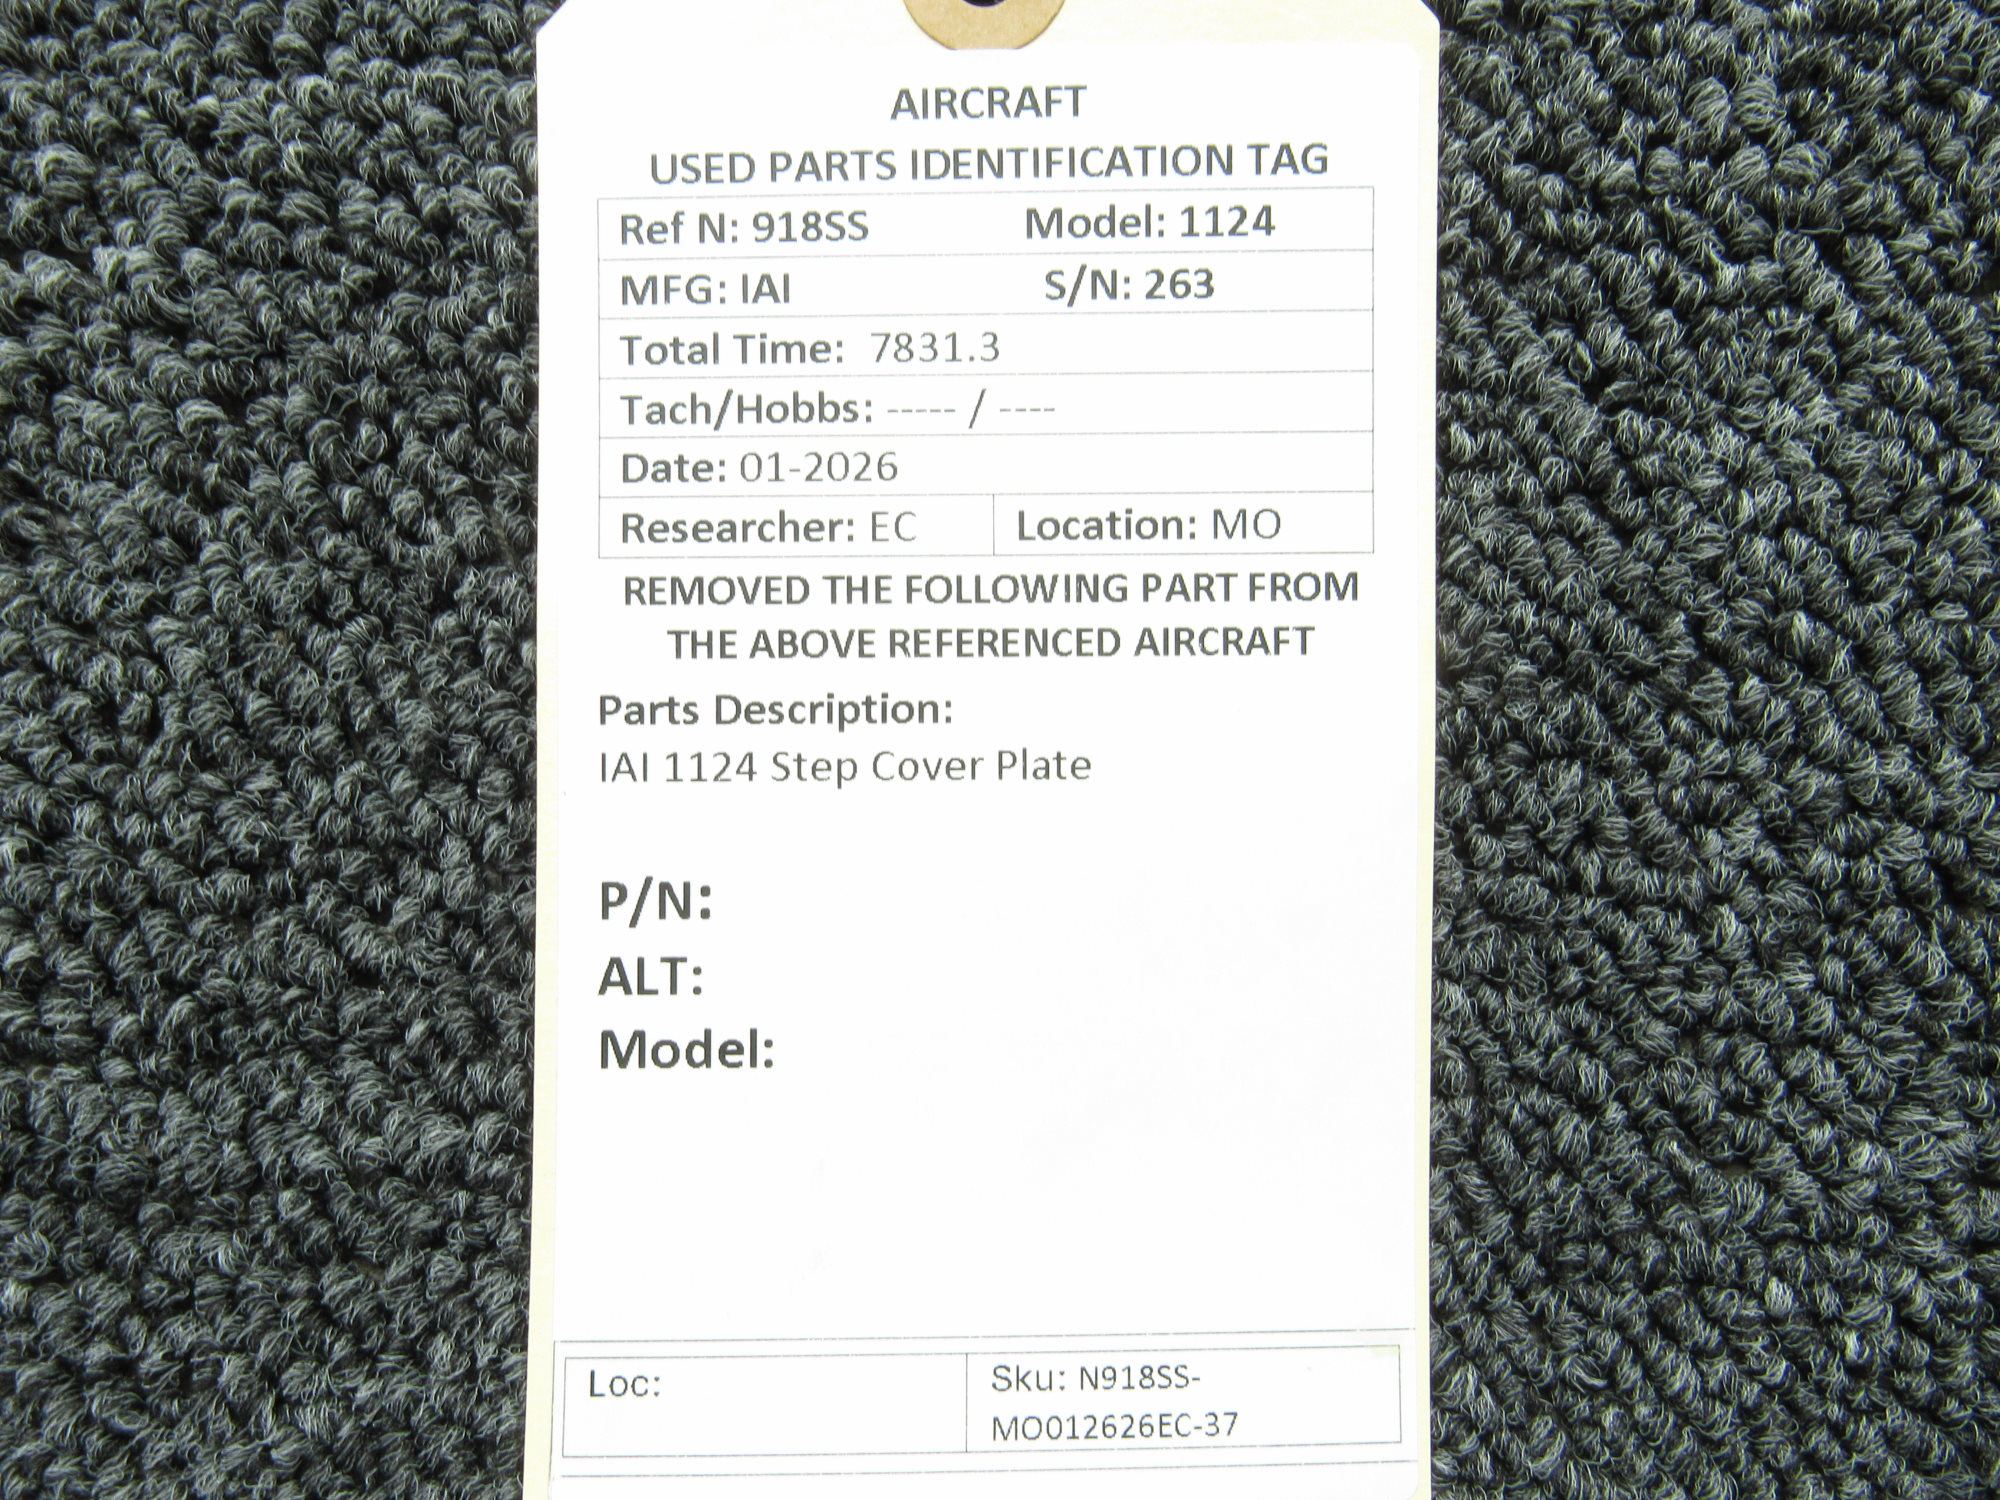 AIRCRAFT
USED PARTS IDENTIFICATION TAG
Ref N: 918SS Model: 1124
MFG: IAI S/N: 263
Total Time: 7831.3
Tach/Hobbs: ----- / ----
Date: 01-2026
Researcher: EC Location: MO
REMOVED THE FOLLOWING PART FROM
THE ABOVE REFERENCED AIRCRAFT
Parts Description:
IAI 1124 Step Cover Plate
P/N:
ALT:
Model:
Loc: Sku: N918SS-
MO012626EC-37